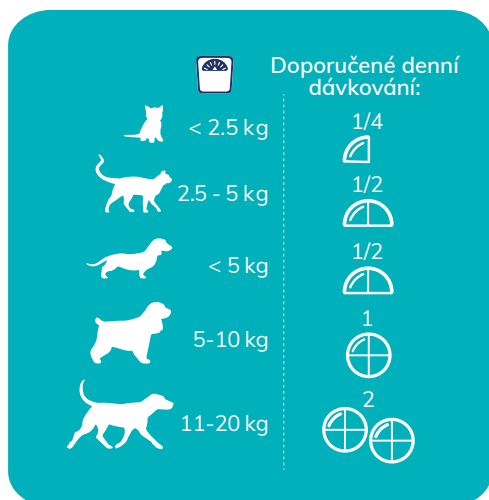 Doporučené denní
dávkování:
< 2.5 kg
1/4
2.5 - 5 kg
1/2
< 5 kg
1/2
5-10 kg
1
11-20 kg
2